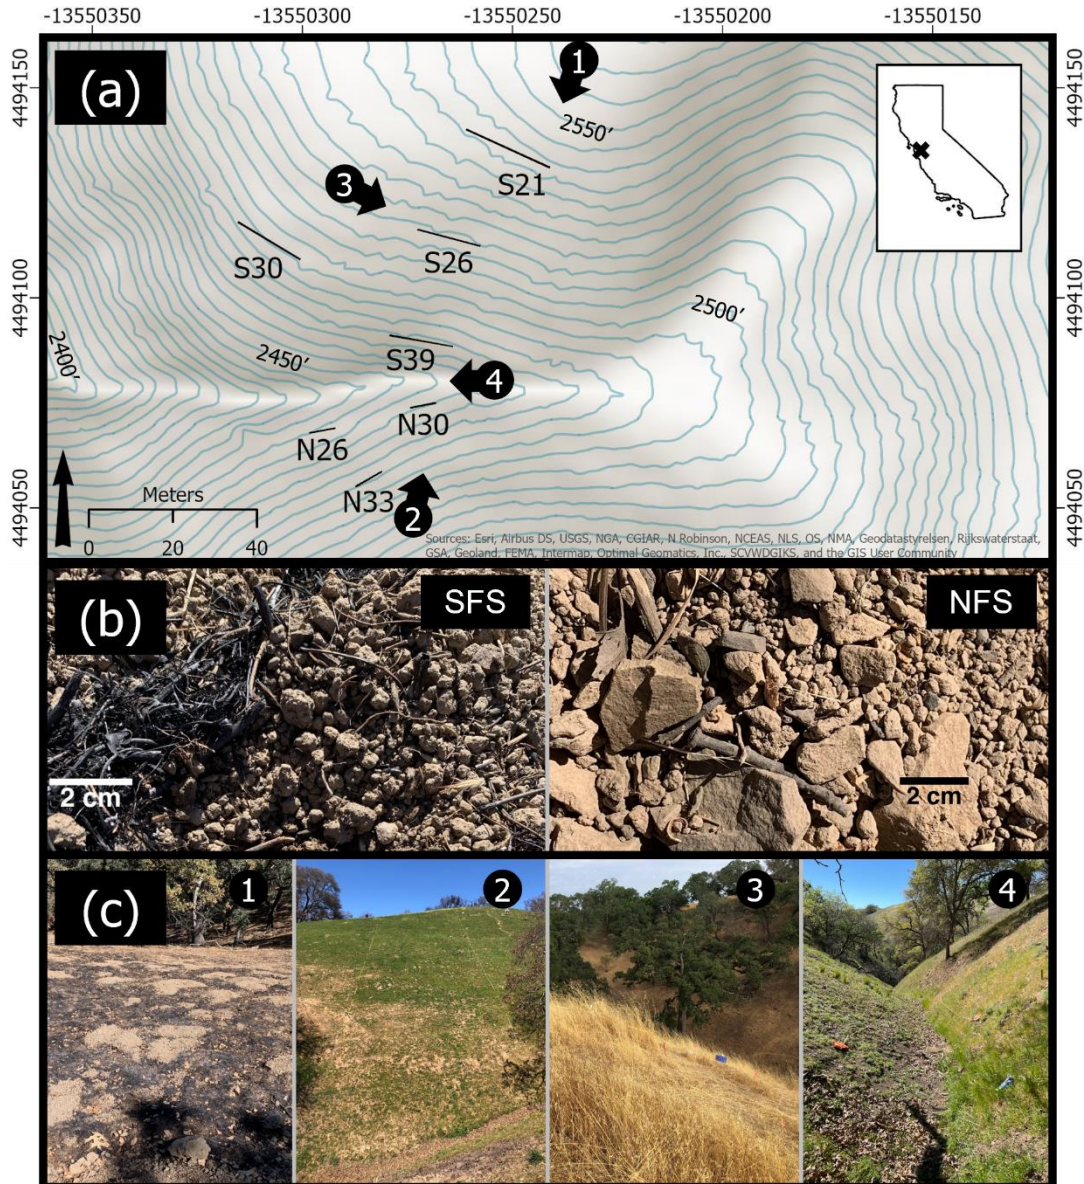 -13550350 -13550300 -13550250 -13550200 -13550150
(a)
1
4494150
4494150
2550'
S21
3
S30
S26
4494100
4494100
2500'
2400'
2450'
S39
4
N30
N26
N33
2
4494050
4494050
Meters
0 20 40
Sources: Esri, Airbus DS, USGS, NGA, CGIAR, N Robinson, NCEAS, NLS, OS, NMA, Geodatastyrelsen, Rijkswaterstaat,
GSA, Geoland, FEMA, Intermap, Optimal Geomatics, Inc., SCVWDGIKS, and the GIS User Community
(b)
SFS
NFS
2 cm
2 cm
(c)
1
2
3
4